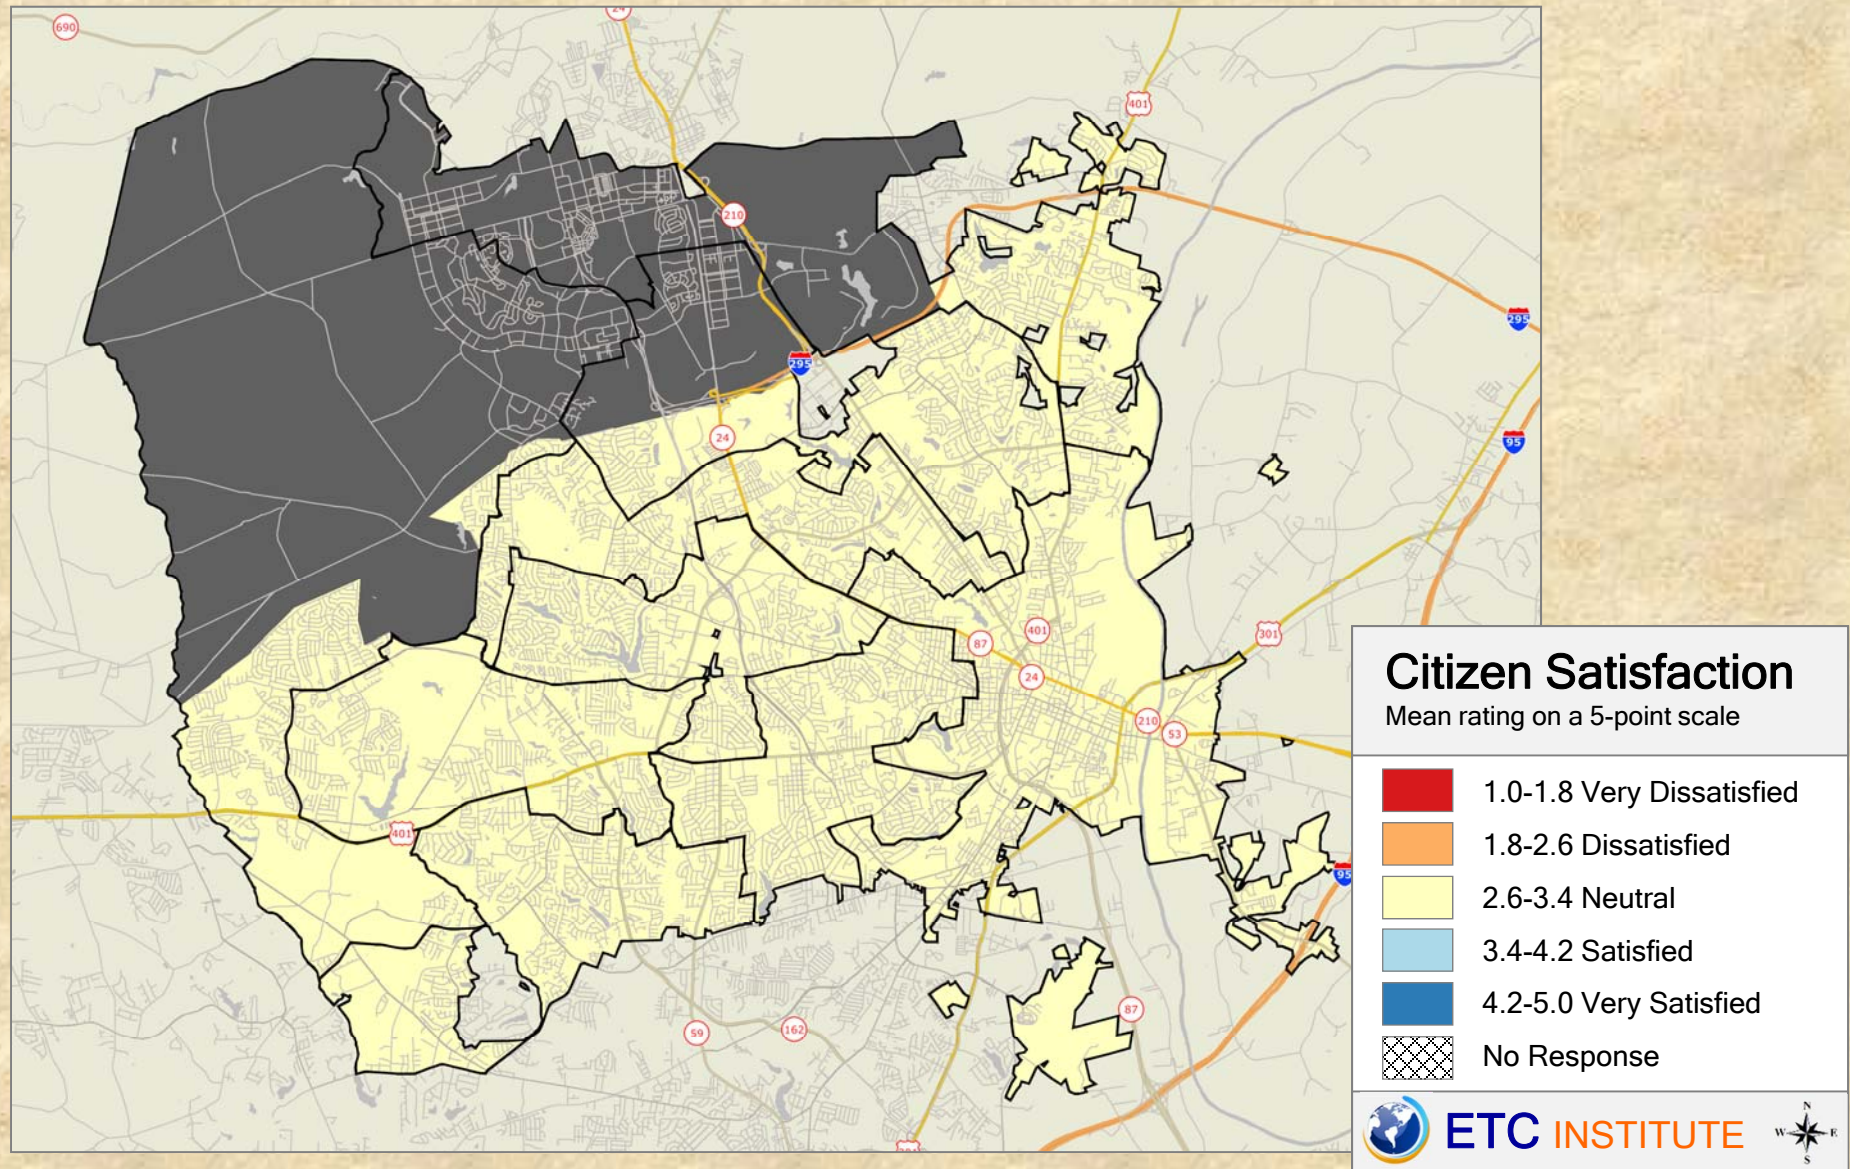 690
24
401
210
295
295
24
95
87
401
301
24
210
53
401
95
59
162
87
Citizen Satisfaction
Mean rating on a 5-point scale
1.0-1.8 Very Dissatisfied
1.8-2.6 Dissatisfied
2.6-3.4 Neutral
3.4-4.2 Satisfied
4.2-5.0 Very Satisfied
No Response
ETC INSTITUTE
N
W E
S